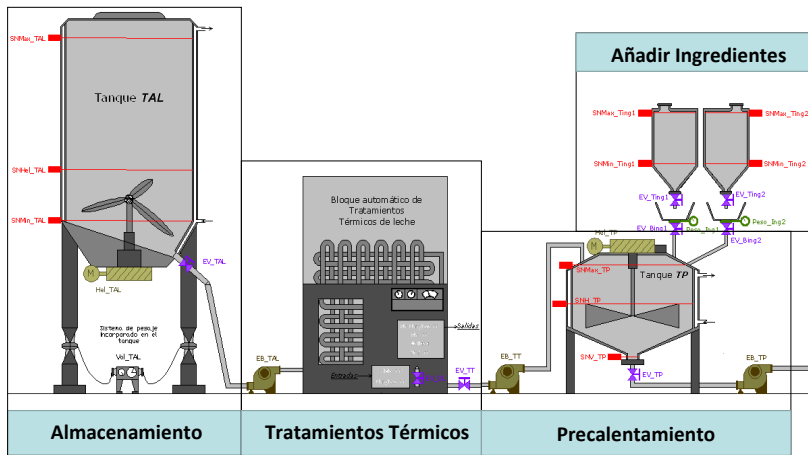 Añadir Ingredientes
SNMax_TAL
Tanque TAL
SNHel_TAL
SNMin_TAL
EV_TAL
M
Hel_TAL
Sistema de pesaje
incorporado en el
tanque
Vol_TAL
EB_TAL
Bloque automático de
Tratamientos
Térmicos de leche
Salidas
Entradas
EV_TT
EB_TT
SNMax_Ting1
SNMax_Ting2
SNMin_Ting1
SNMin_Ting2
EV_Ting1
EV_Ting2
Peso_Ing1
Peso_Ing2
EV_Bing1
EV_Bing2
Hel_TP
M
SNMax_TP
Tanque TP
SNH_TP
SNV_TP
EV_TP
EB_TP
Almacenamiento
Tratamientos Térmicos
Precalentamiento